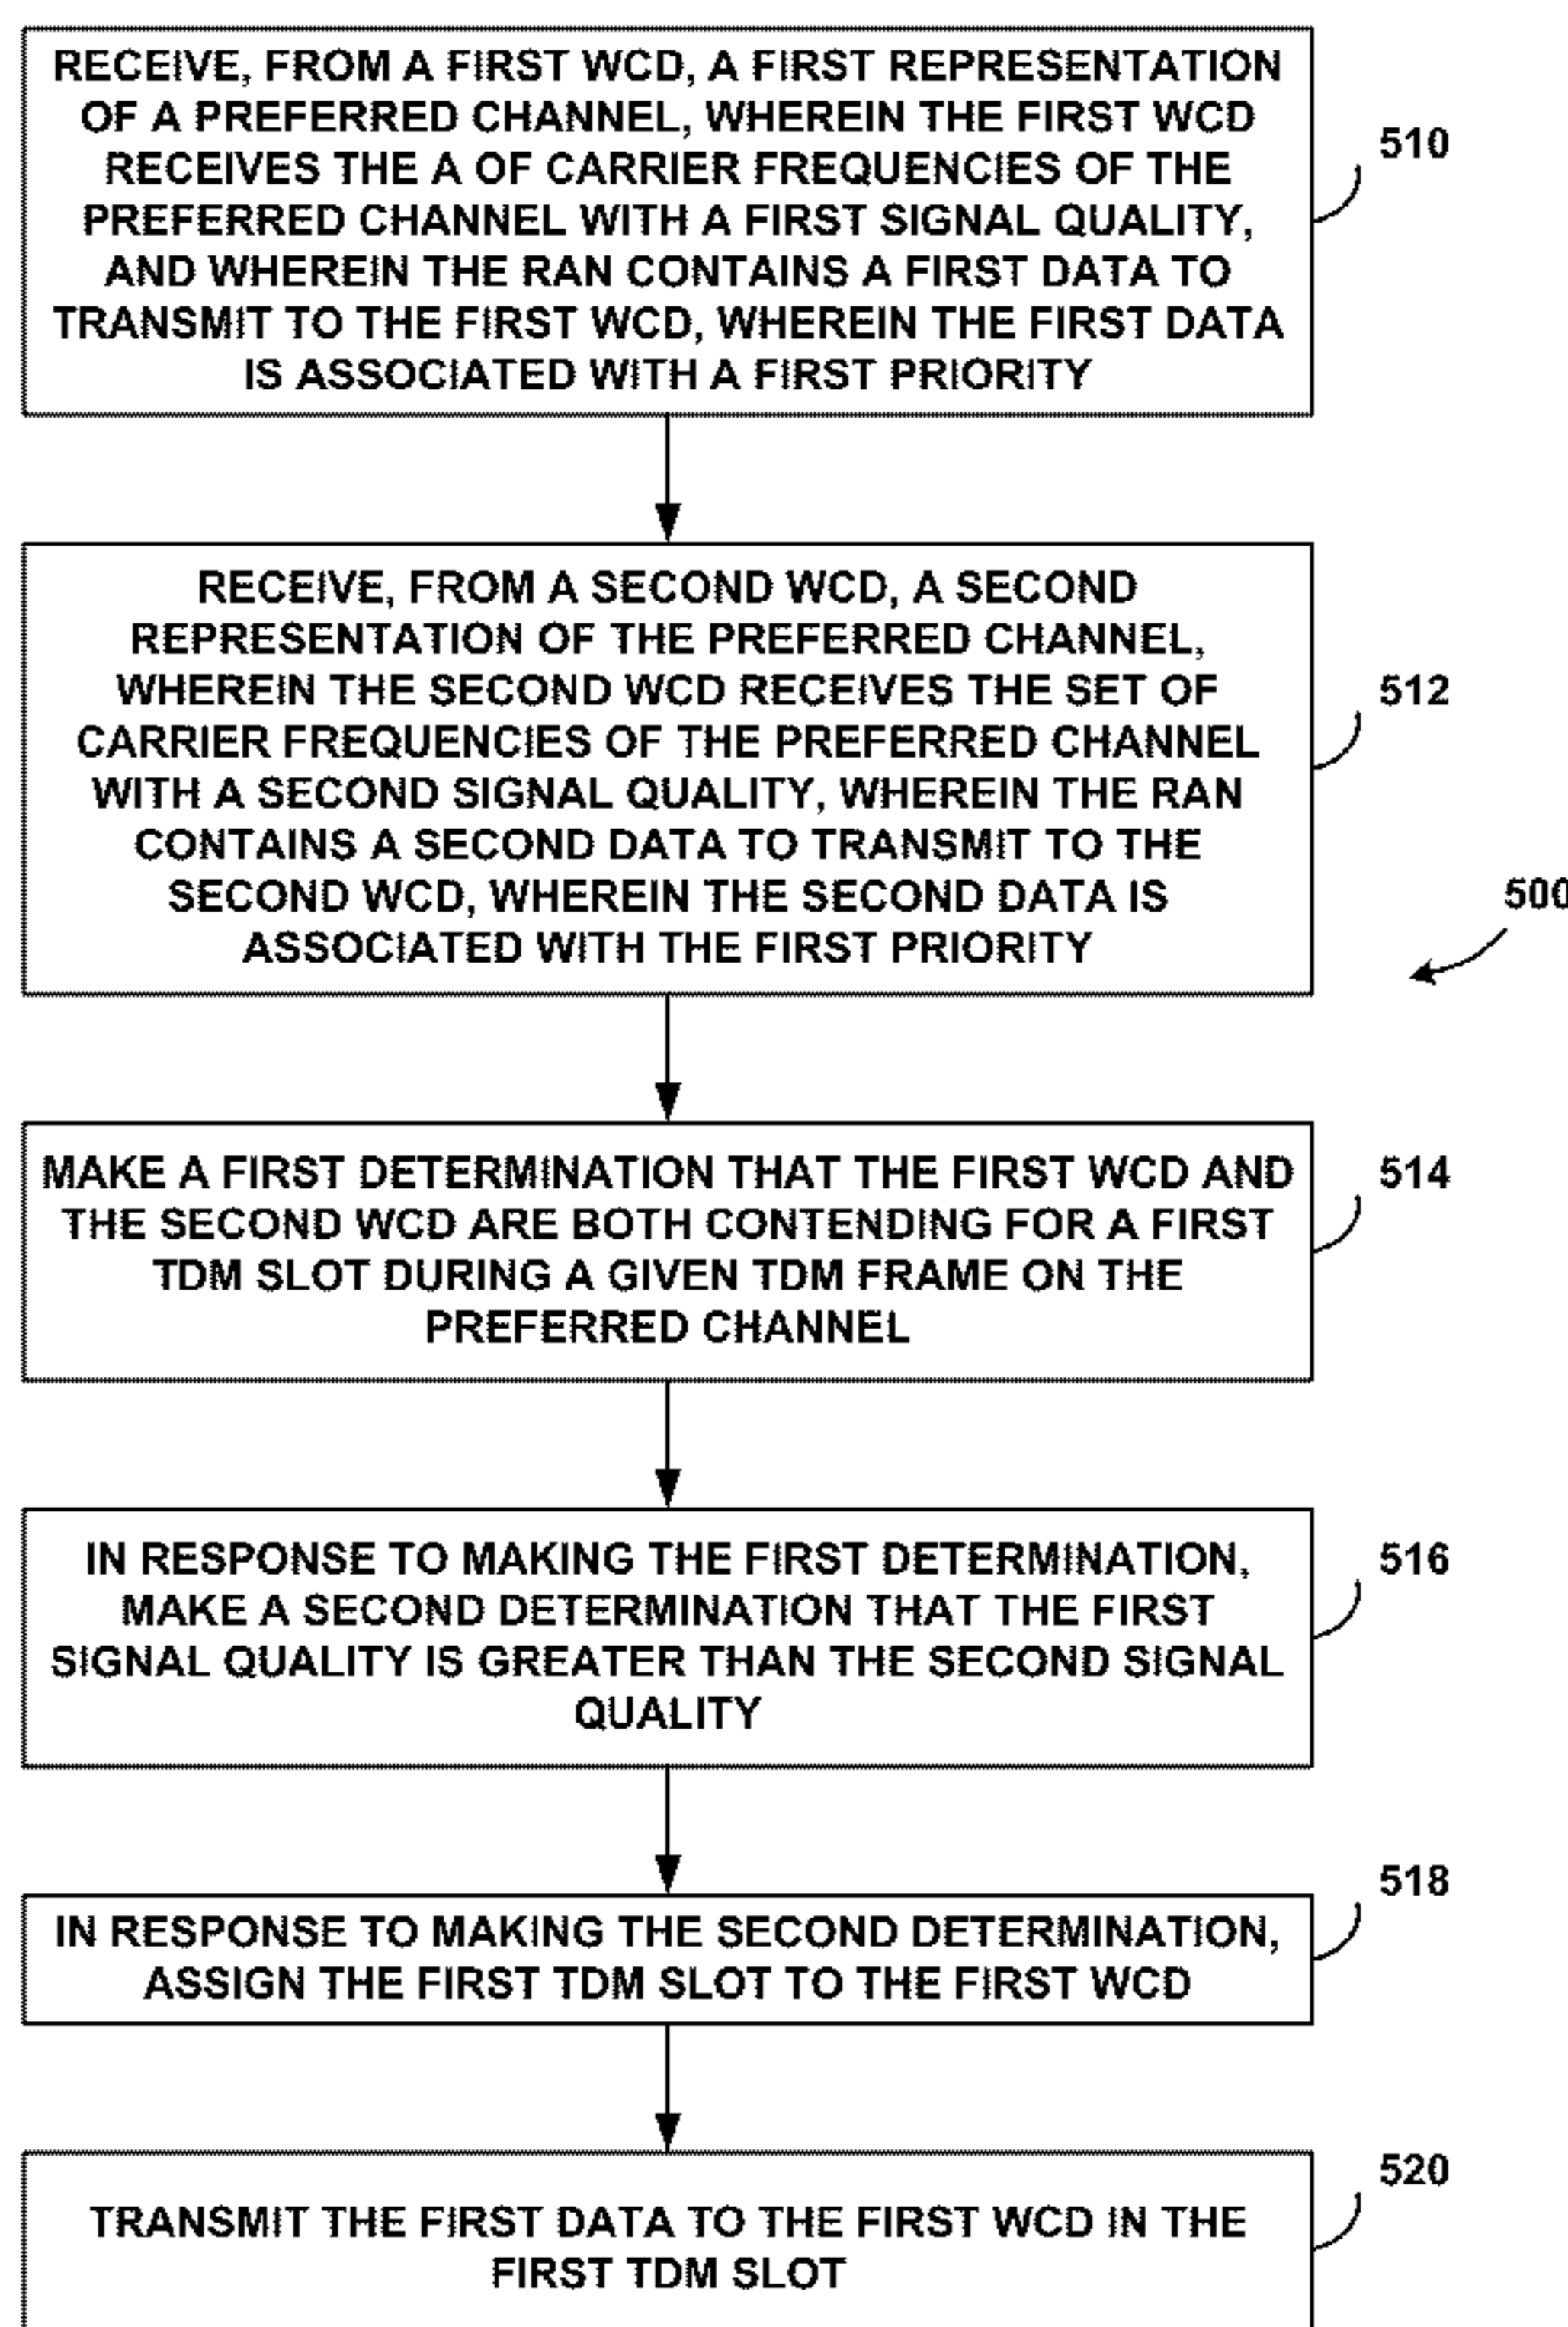 RECEIVE, FROM A FIRST WCD, A FIRST REPRESENTATION
OF A PREFERRED CHANNEL, WHEREIN THE FIRST WCD
RECEIVES THE A OF CARRIER FREQUENCIES OF THE
PREFERRED CHANNEL WITH A FIRST SIGNAL QUALITY,
AND WHEREIN THE RAN CONTAINS A FIRST DATA TO
TRANSMIT TO THE FIRST WCD, WHEREIN THE FIRST DATA
IS ASSOCIATED WITH A FIRST PRIORITY
510
RECEIVE, FROM A SECOND WCD, A SECOND
REPRESENTATION OF THE PREFERRED CHANNEL,
WHEREIN THE SECOND WCD RECEIVES THE SET OF
CARRIER FREQUENCIES OF THE PREFERRED CHANNEL
WITH A SECOND SIGNAL QUALITY, WHEREIN THE RAN
CONTAINS A SECOND DATA TO TRANSMIT TO THE
SECOND WCD, WHEREIN THE SECOND DATA IS
ASSOCIATED WITH THE FIRST PRIORITY
512
500
MAKE A FIRST DETERMINATION THAT THE FIRST WCD AND
THE SECOND WCD ARE BOTH CONTENDING FOR A FIRST
TDM SLOT DURING A GIVEN TDM FRAME ON THE
PREFERRED CHANNEL
514
IN RESPONSE TO MAKING THE FIRST DETERMINATION,
MAKE A SECOND DETERMINATION THAT THE FIRST
SIGNAL QUALITY IS GREATER THAN THE SECOND SIGNAL
QUALITY
516
IN RESPONSE TO MAKING THE SECOND DETERMINATION,
ASSIGN THE FIRST TDM SLOT TO THE FIRST WCD
518
TRANSMIT THE FIRST DATA TO THE FIRST WCD IN THE
FIRST TDM SLOT
520